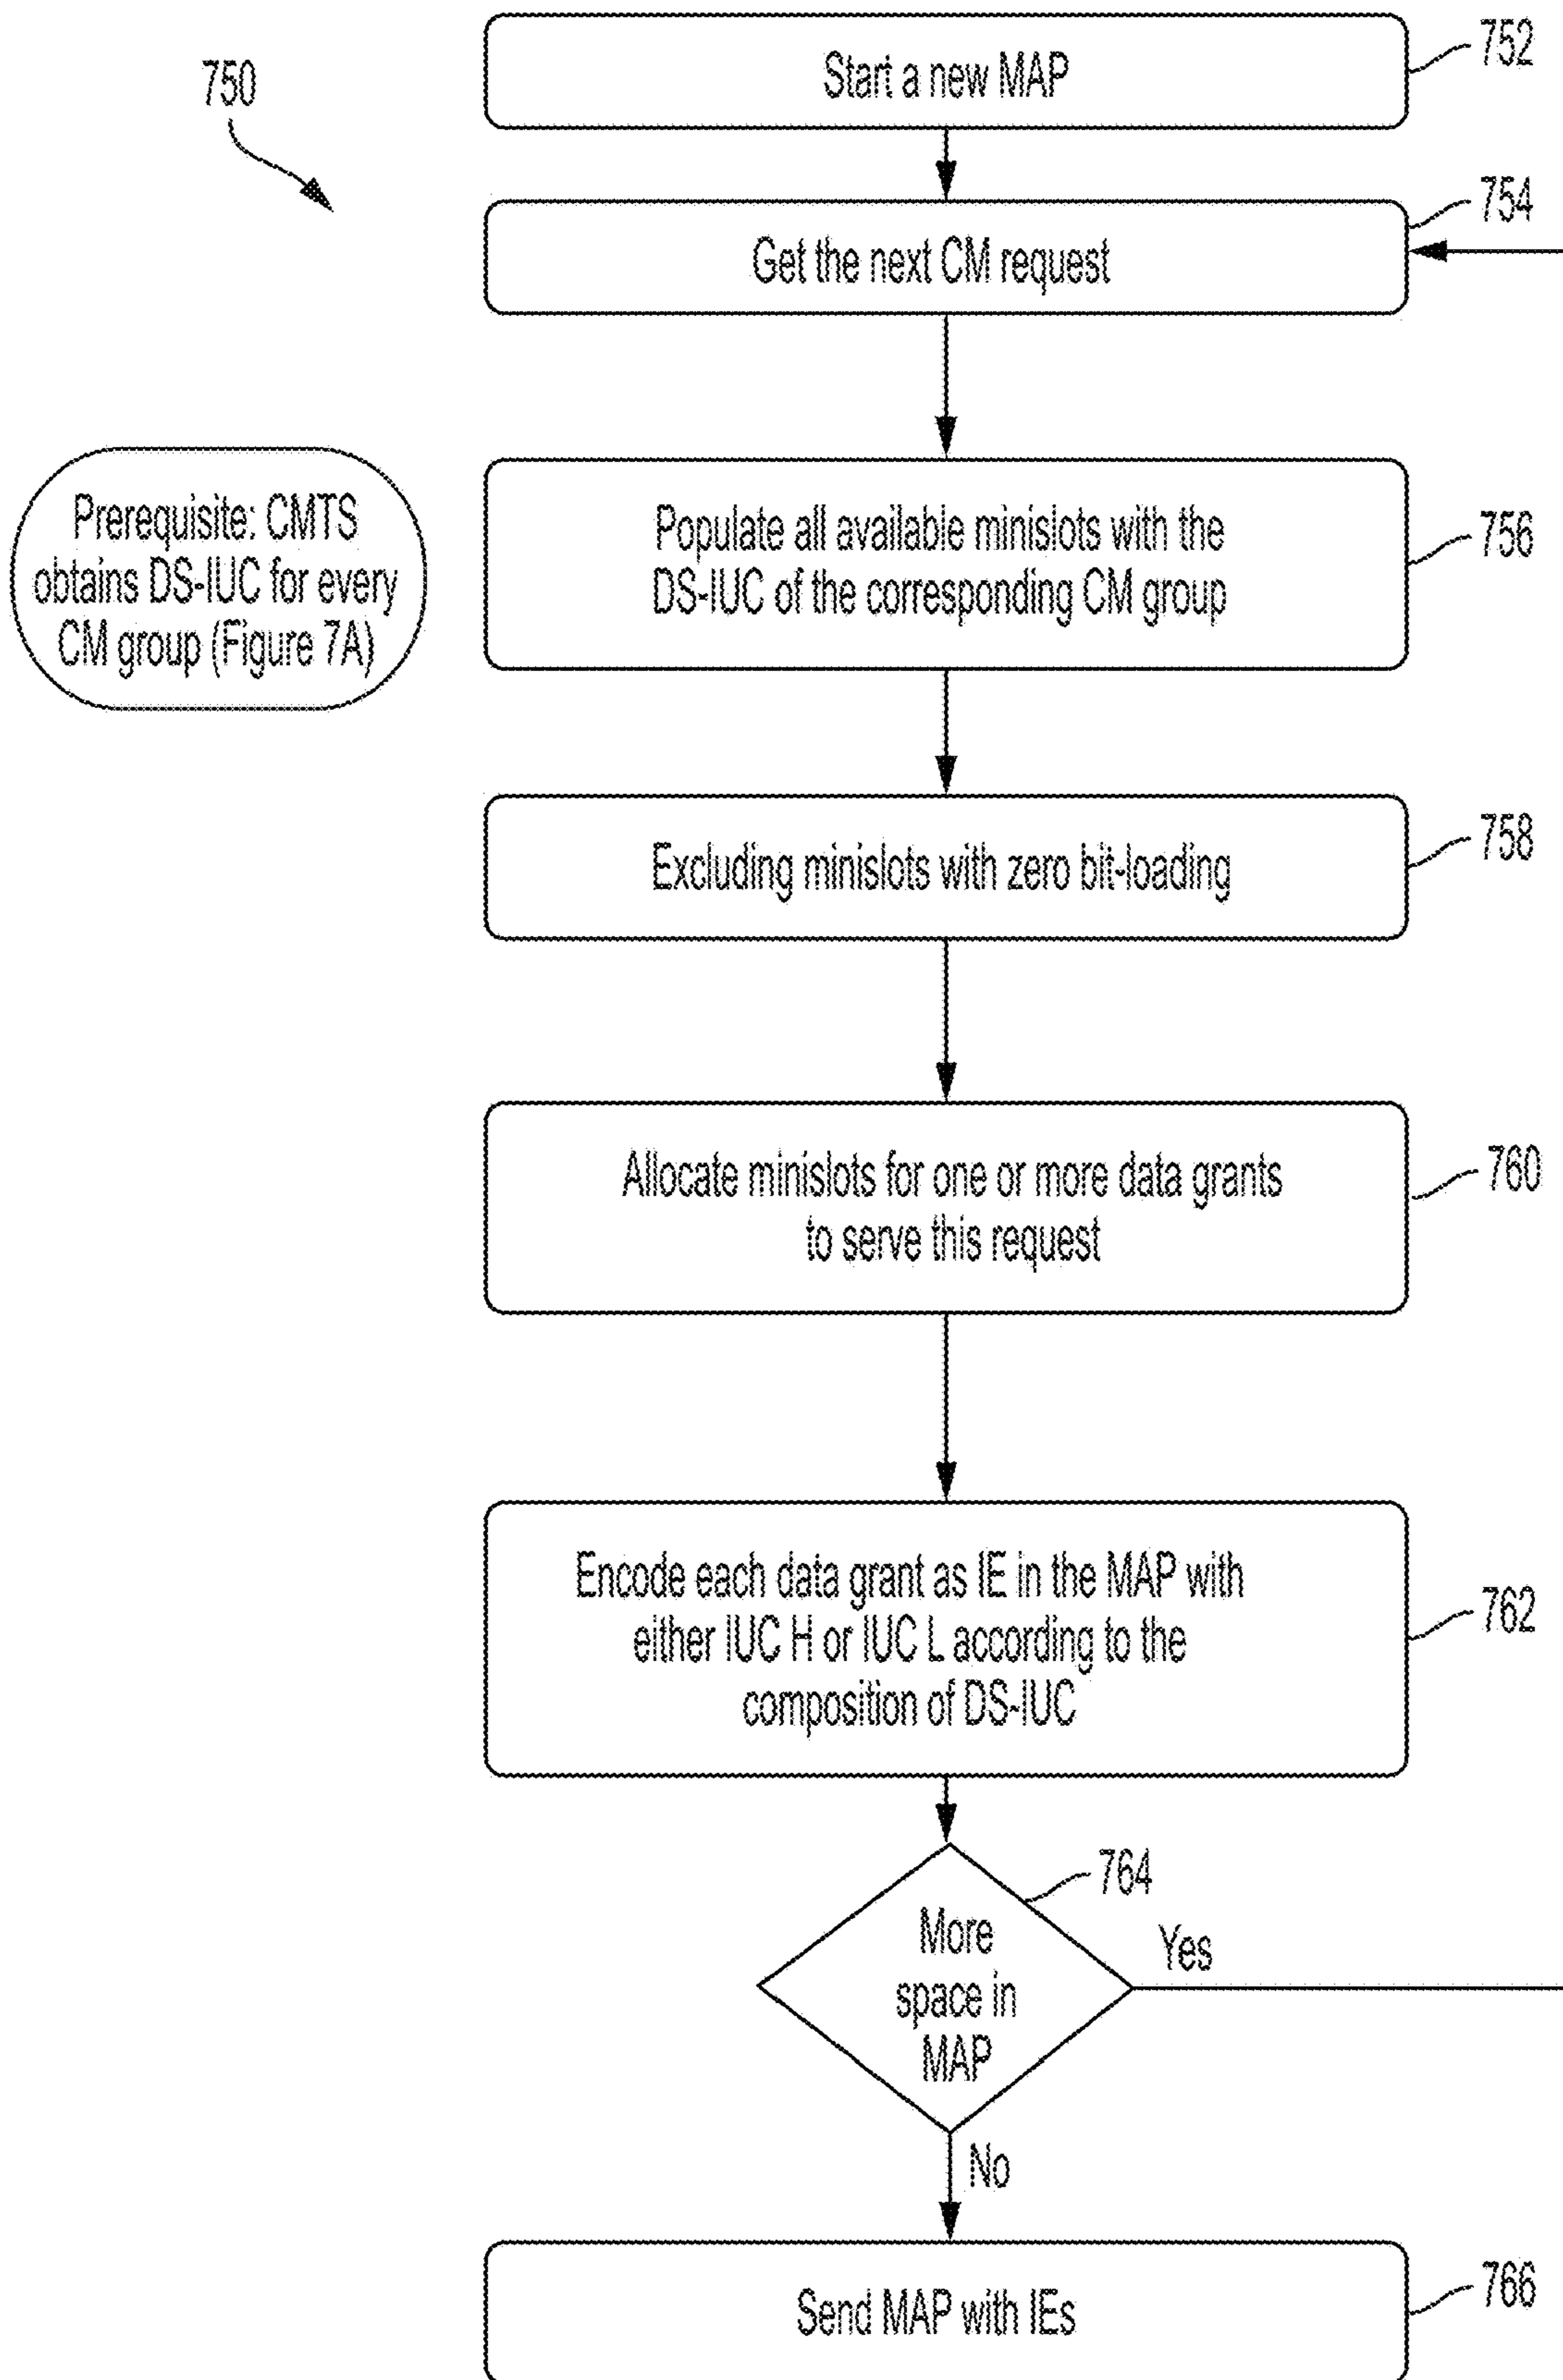 750
Start a new MAP
752
Get the next CM request
754
Prerequisite: CMTS
obtains DS-IUC for every
CM group (Figure 7A)
Populate all available minislots with the
DS-IUC of the corresponding CM group
756
Excluding minislots with zero bit-loading
758
Allocate minislots for one or more data grants
to serve this request
760
Encode each data grant as IE in the MAP with
either IUC H or IUC L according to the
composition of DS-IUC
762
764
More
space in
MAP
Yes
No
Send MAP with IEs
766